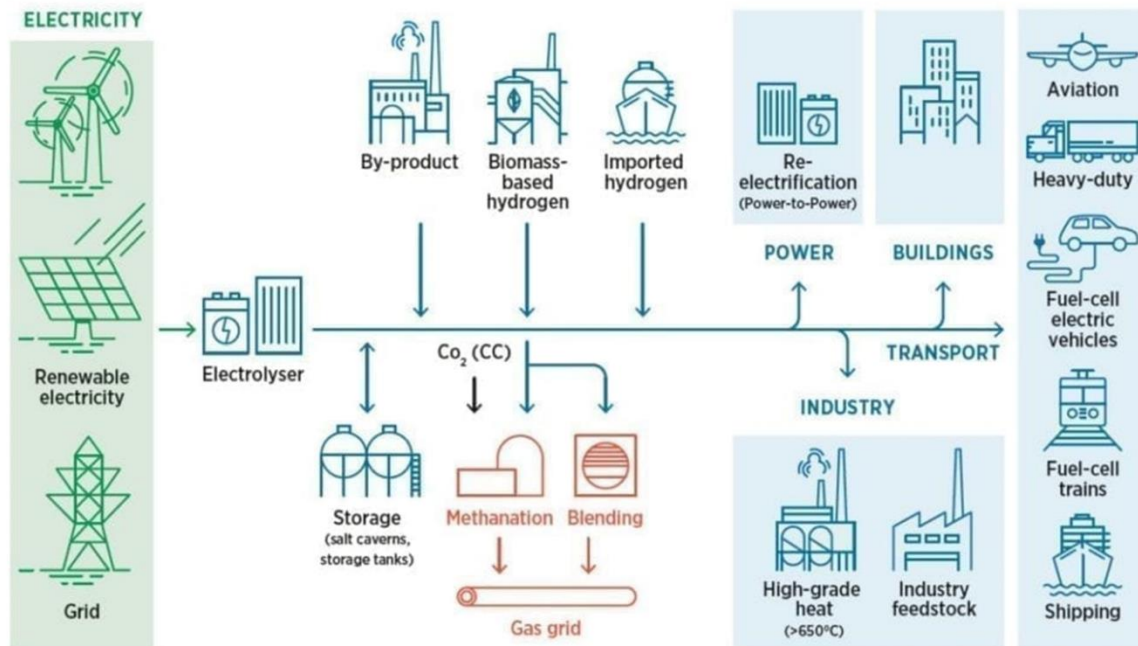 ELECTRICITY
Renewable
electricity
Grid
Electrolyser
By-product
Biomass-
based
hydrogen
Imported
hydrogen
Co₂ (CC)
Storage
(salt caverns,
storage tanks)
Methanation
Blending
Gas grid
Re-
electrification
(Power-to-Power)
POWER
BUILDINGS
TRANSPORT
INDUSTRY
High-grade
heat
(>650ºC)
Industry
feedstock
Aviation
Heavy-duty
Fuel-cell
electric
vehicles
Fuel-cell
trains
Shipping